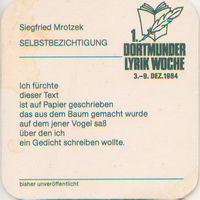 Siegfried Mrotzek
SELBSTBEZICHTIGUNG
1.
DORTMUNDER
LYRIK WOCHE
3.–9. DEZ. 1984
Ich fürchte
dieser Text
ist auf Papier geschrieben
das aus dem Baum gemacht wurde
auf dem jener Vogel saß
über den ich
ein Gedicht schreiben wollte.
bisher unveröffentlicht